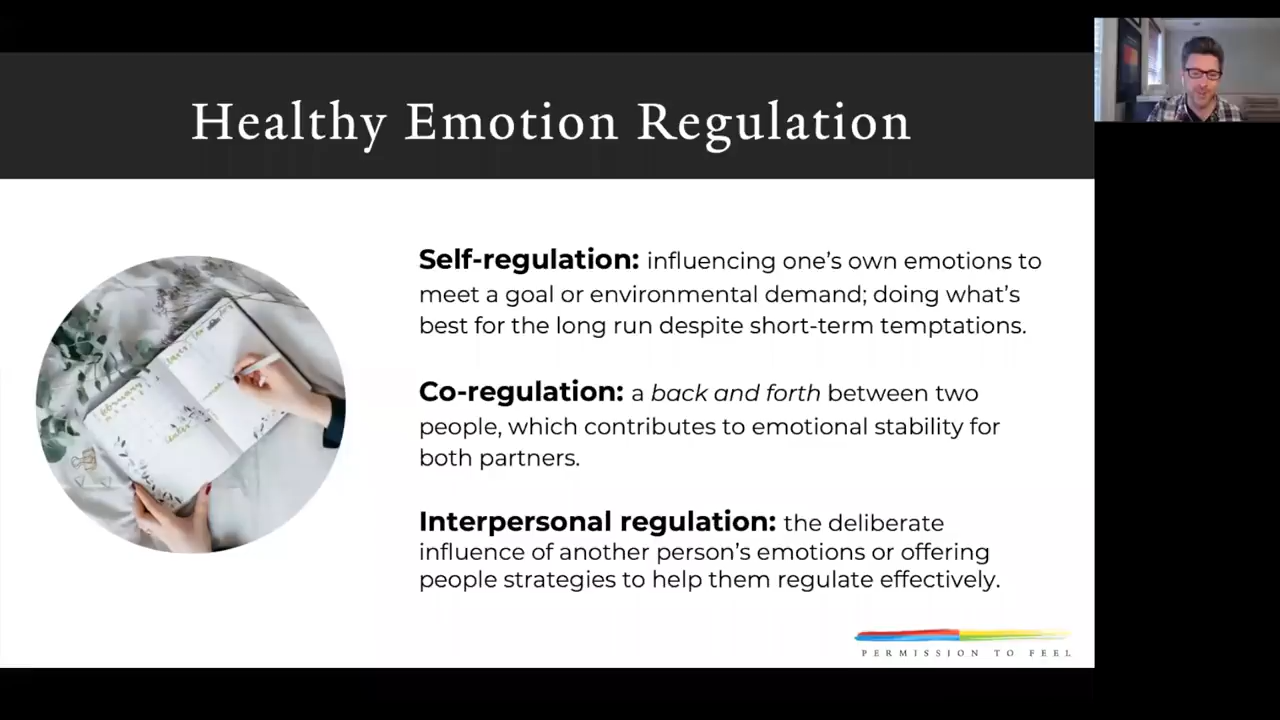 Healthy Emotion Regulation
Self-regulation: influencing one’s own emotions to
meet a goal or environmental demand; doing what’s
best for the long run despite short-term temptations.
Co-regulation: a back and forth between two
people, which contributes to emotional stability for
both partners.
Interpersonal regulation: the deliberate
influence of another person’s emotions or offering
people strategies to help them regulate effectively.
PERMISSION TO FEEL